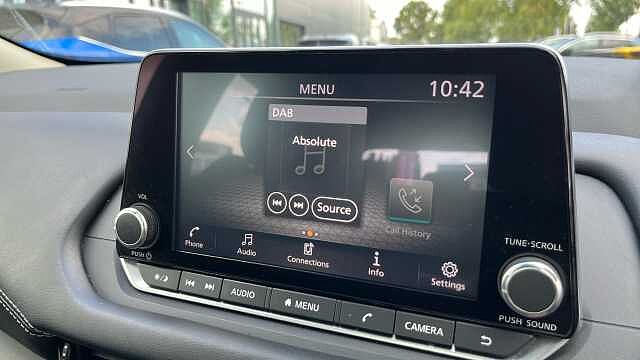 MENU
10:42
DAB
Absolute
Source
Call History
Phone
Audio
Connections
Info
Settings
VOL
PUSH
TUNE·SCROLL
PUSH SOUND
AUDIO
MENU
CAMERA